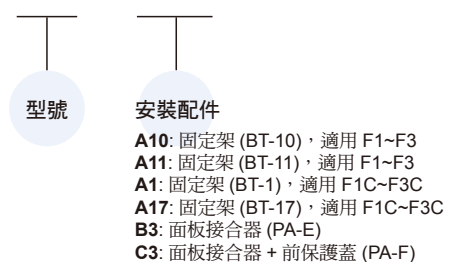 型號 安裝配件
A10: 固定架 (BT-10)，適用 F1~F3
A11: 固定架 (BT-11)，適用 F1~F3
A1: 固定架 (BT-1)，適用 F1C~F3C
A17: 固定架 (BT-17)，適用 F1C~F3C
B3: 面板接合器 (PA-E)
C3: 面板接合器 + 前保護蓋 (PA-F)